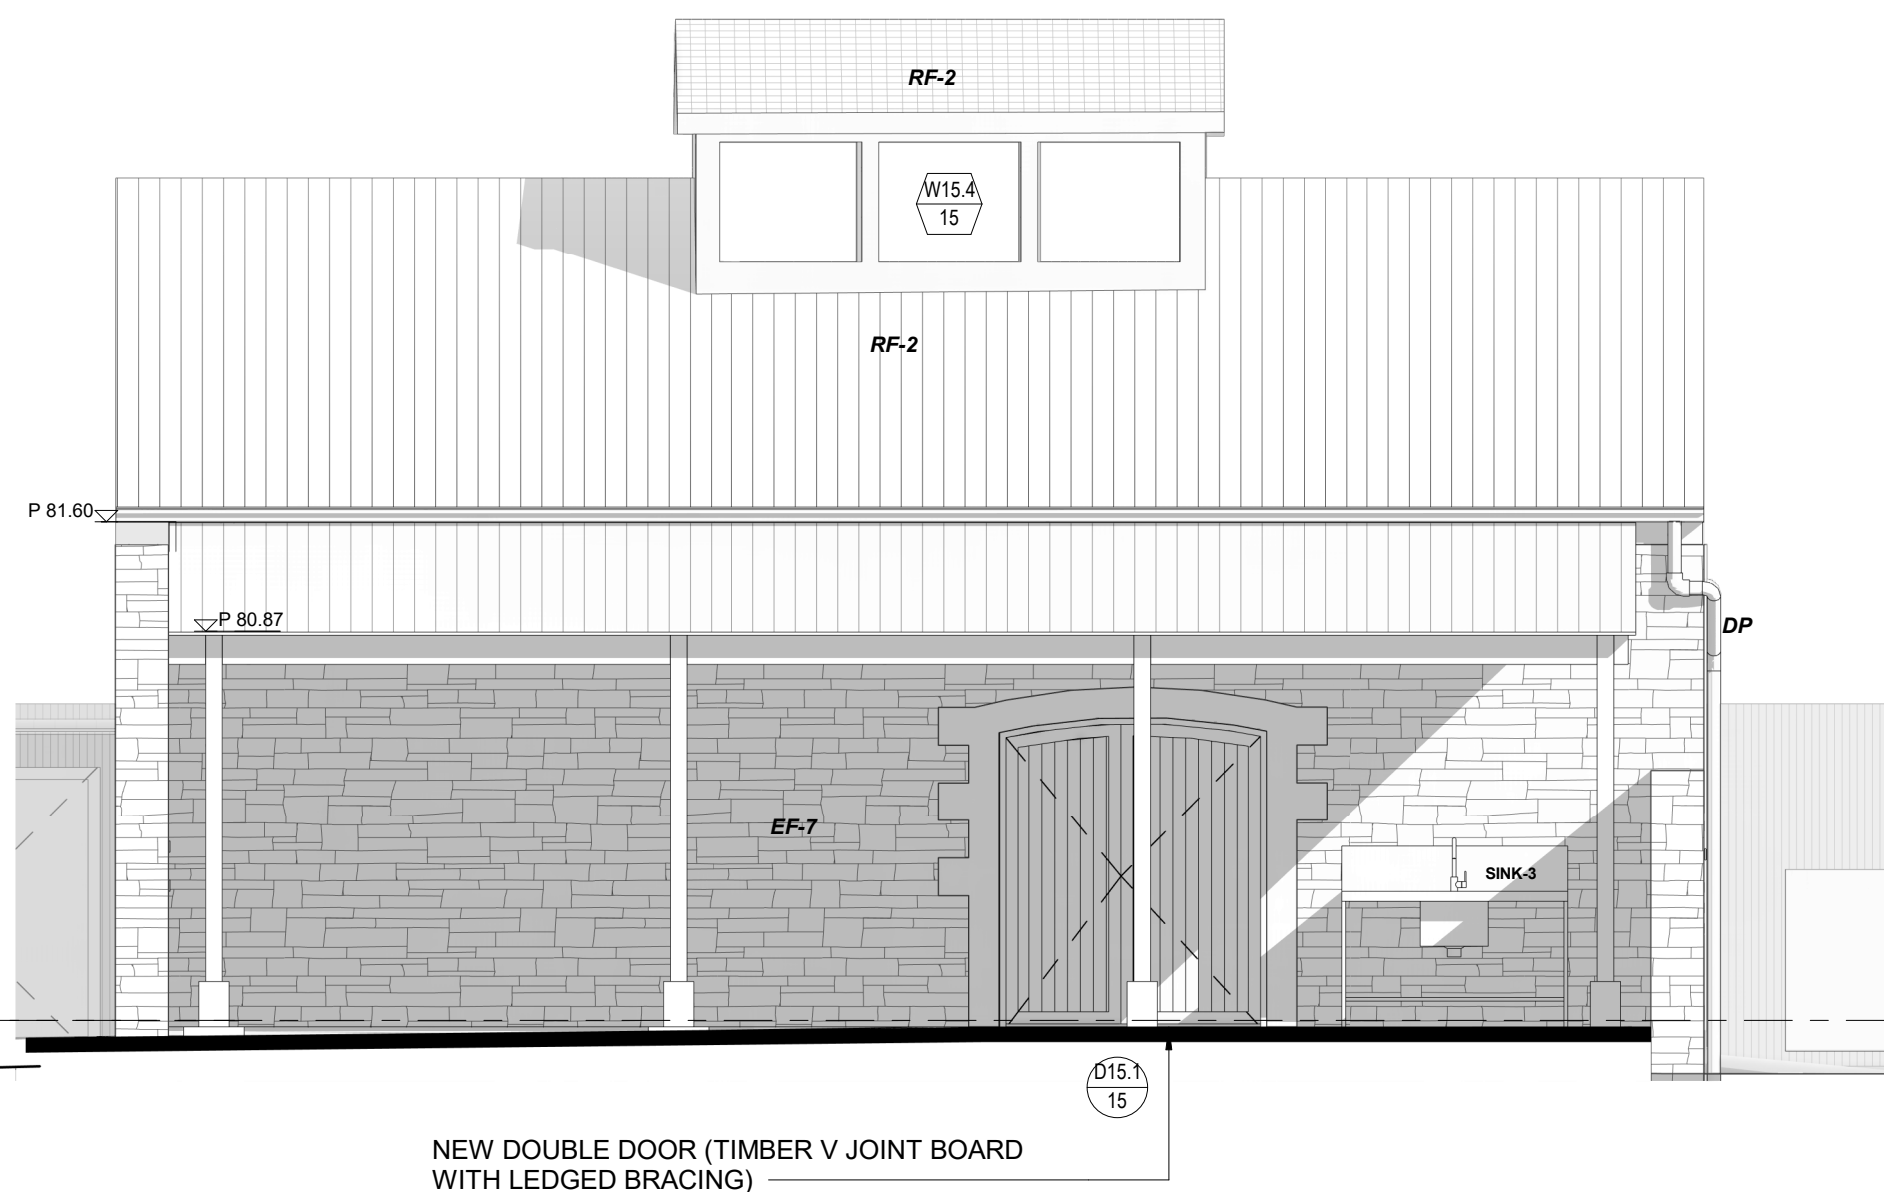 RF-2
W15.4
15
RF-2
P 81.60
P 80.87
DP
EF-7
SINK-3
D15.1
15
NEW DOUBLE DOOR (TIMBER V JOINT BOARD
WITH LEDGED BRACING)